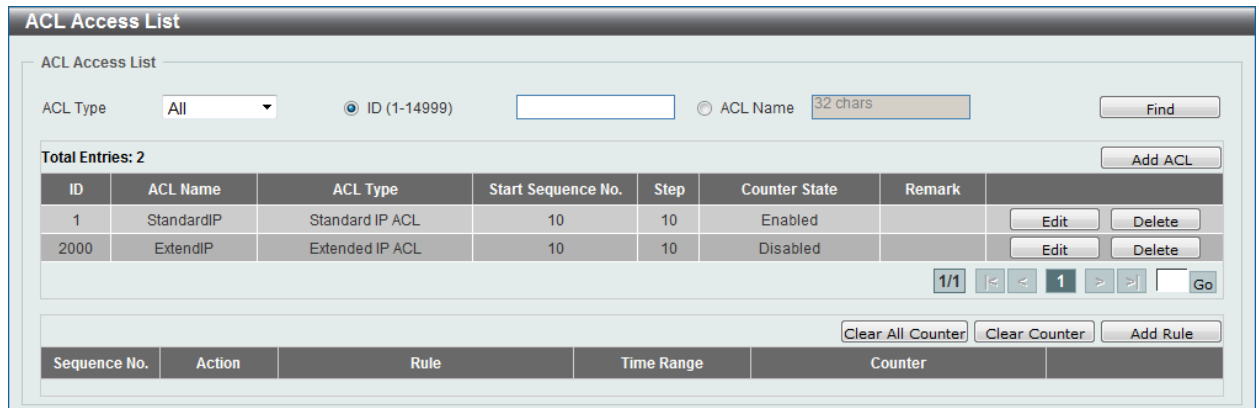 ACL Access List
ACL Access List
ACL Type All ID (1-14999) ACL Name 32 chars Find
Total Entries: 2 Add ACL
ID ACL Name ACL Type Start Sequence No. Step Counter State Remark
1 StandardIP Standard IP ACL 10 10 Enabled Edit Delete
2000 ExtendIP Extended IP ACL 10 10 Disabled Edit Delete
1/1 |< < 1 > >| Go
Clear All Counter Clear Counter Add Rule
Sequence No. Action Rule Time Range Counter